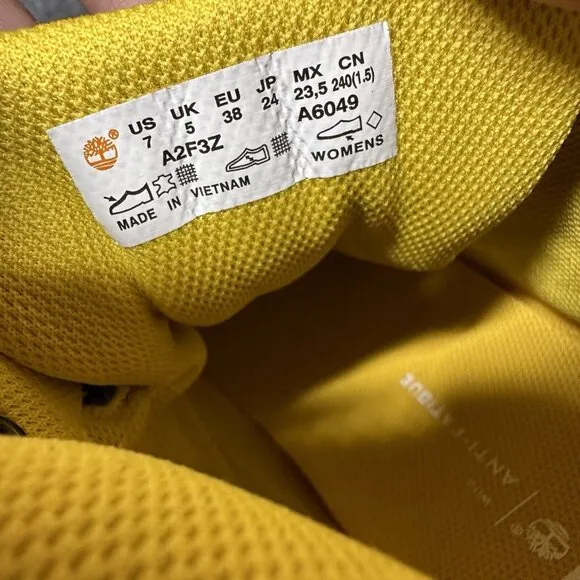 US UK EU JP MX CN
7 5 38 24 23,5 240(1.5)
A2F3Z A6049
MADE IN VIETNAM
WOMENS
®
WITH
ANTI-FATIGUE
®